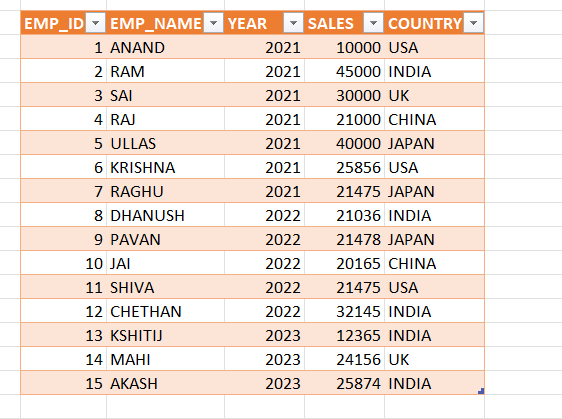 EMP_ID EMP_NAME YEAR SALES COUNTRY
1 ANAND 2021 10000 USA
2 RAM 2021 45000 INDIA
3 SAI 2021 30000 UK
4 RAJ 2021 21000 CHINA
5 ULLAS 2021 40000 JAPAN
6 KRISHNA 2021 25856 USA
7 RAGHU 2021 21475 JAPAN
8 DHANUSH 2022 21036 INDIA
9 PAVAN 2022 21478 JAPAN
10 JAI 2022 20165 CHINA
11 SHIVA 2022 21475 USA
12 CHETHAN 2022 32145 INDIA
13 KSHITIJ 2023 12365 INDIA
14 MAHI 2023 24156 UK
15 AKASH 2023 25874 INDIA